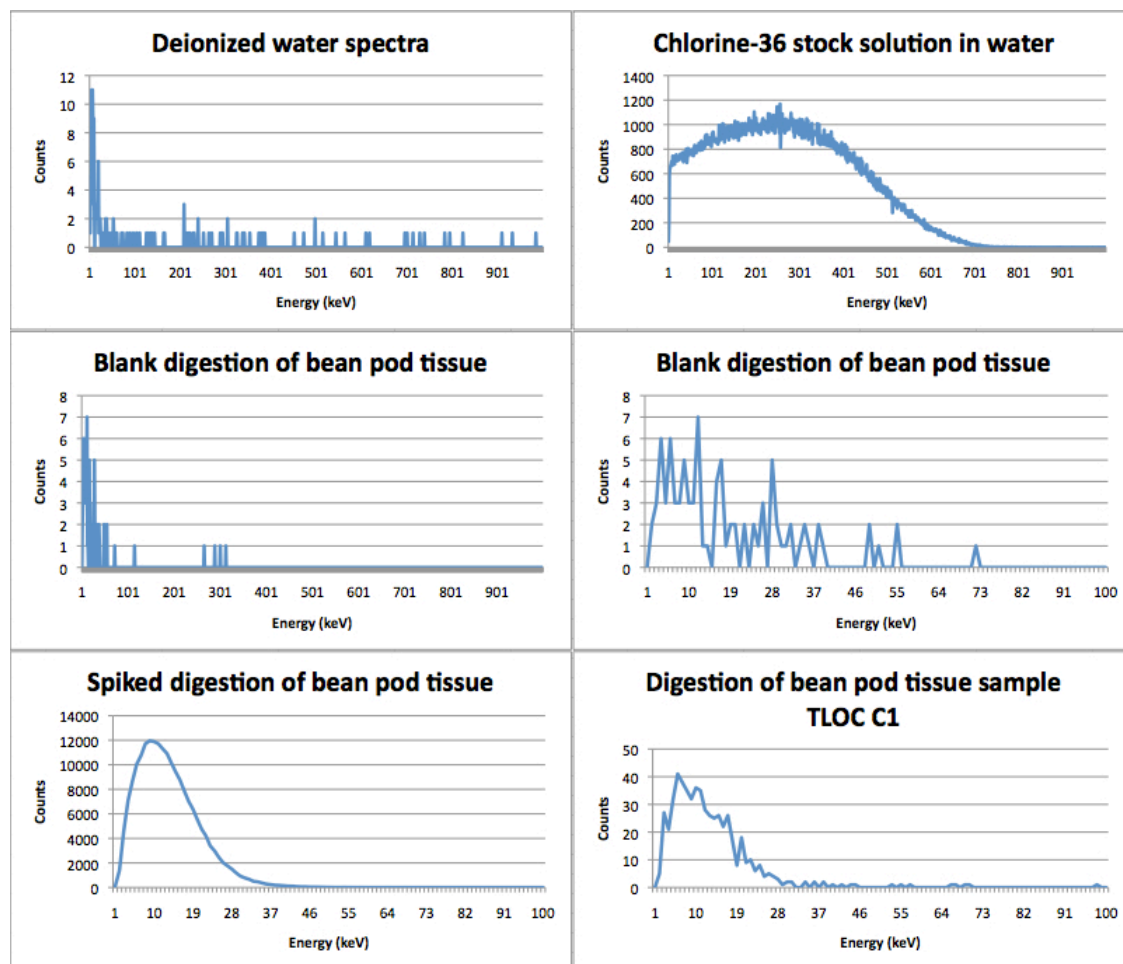 Deionized water spectra
12
10
8
6
4
2
0
Counts
1 101 201 301 401 501 601 701 801 901
Energy (keV)
Chlorine-36 stock solution in water
1400
1200
1000
800
600
400
200
0
Counts
1 101 201 301 401 501 601 701 801 901
Energy (keV)
Blank digestion of bean pod tissue
8
7
6
5
4
3
2
1
0
Counts
1 101 201 301 401 501 601 701 801 901
Energy (keV)
Blank digestion of bean pod tissue
8
7
6
5
4
3
2
1
0
Counts
1 10 19 28 37 46 55 64 73 82 91 100
Energy (keV)
Spiked digestion of bean pod tissue
14000
12000
10000
8000
6000
4000
2000
0
Counts
1 10 19 28 37 46 55 64 73 82 91 100
Energy (keV)
Digestion of bean pod tissue sample
TLOC C1
50
40
30
20
10
0
Counts
1 10 19 28 37 46 55 64 73 82 91 100
Energy (keV)